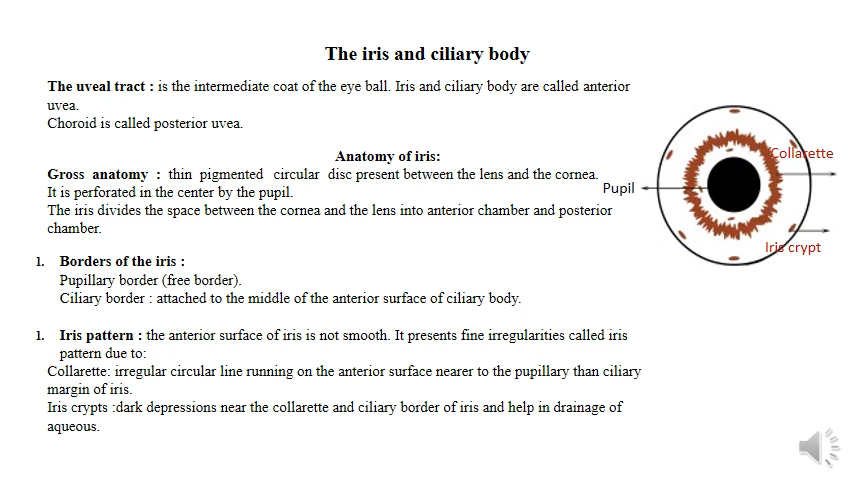 The iris and ciliary body
The uveal tract : is the intermediate coat of the eye ball. Iris and ciliary body are called anterior
uvea.
Choroid is called posterior uvea.
Anatomy of iris:
Gross anatomy : thin pigmented circular disc present between the lens and the cornea.
It is perforated in the center by the pupil.
The iris divides the space between the cornea and the lens into anterior chamber and posterior
chamber.
1. Borders of the iris :
Pupillary border (free border).
Ciliary border : attached to the middle of the anterior surface of ciliary body.
1. Iris pattern : the anterior surface of iris is not smooth. It presents fine irregularities called iris
pattern due to:
Collarette: irregular circular line running on the anterior surface nearer to the pupillary than ciliary
margin of iris.
Iris crypts :dark depressions near the collarette and ciliary border of iris and help in drainage of
aqueous.
Collarette
Pupil
Iris crypt